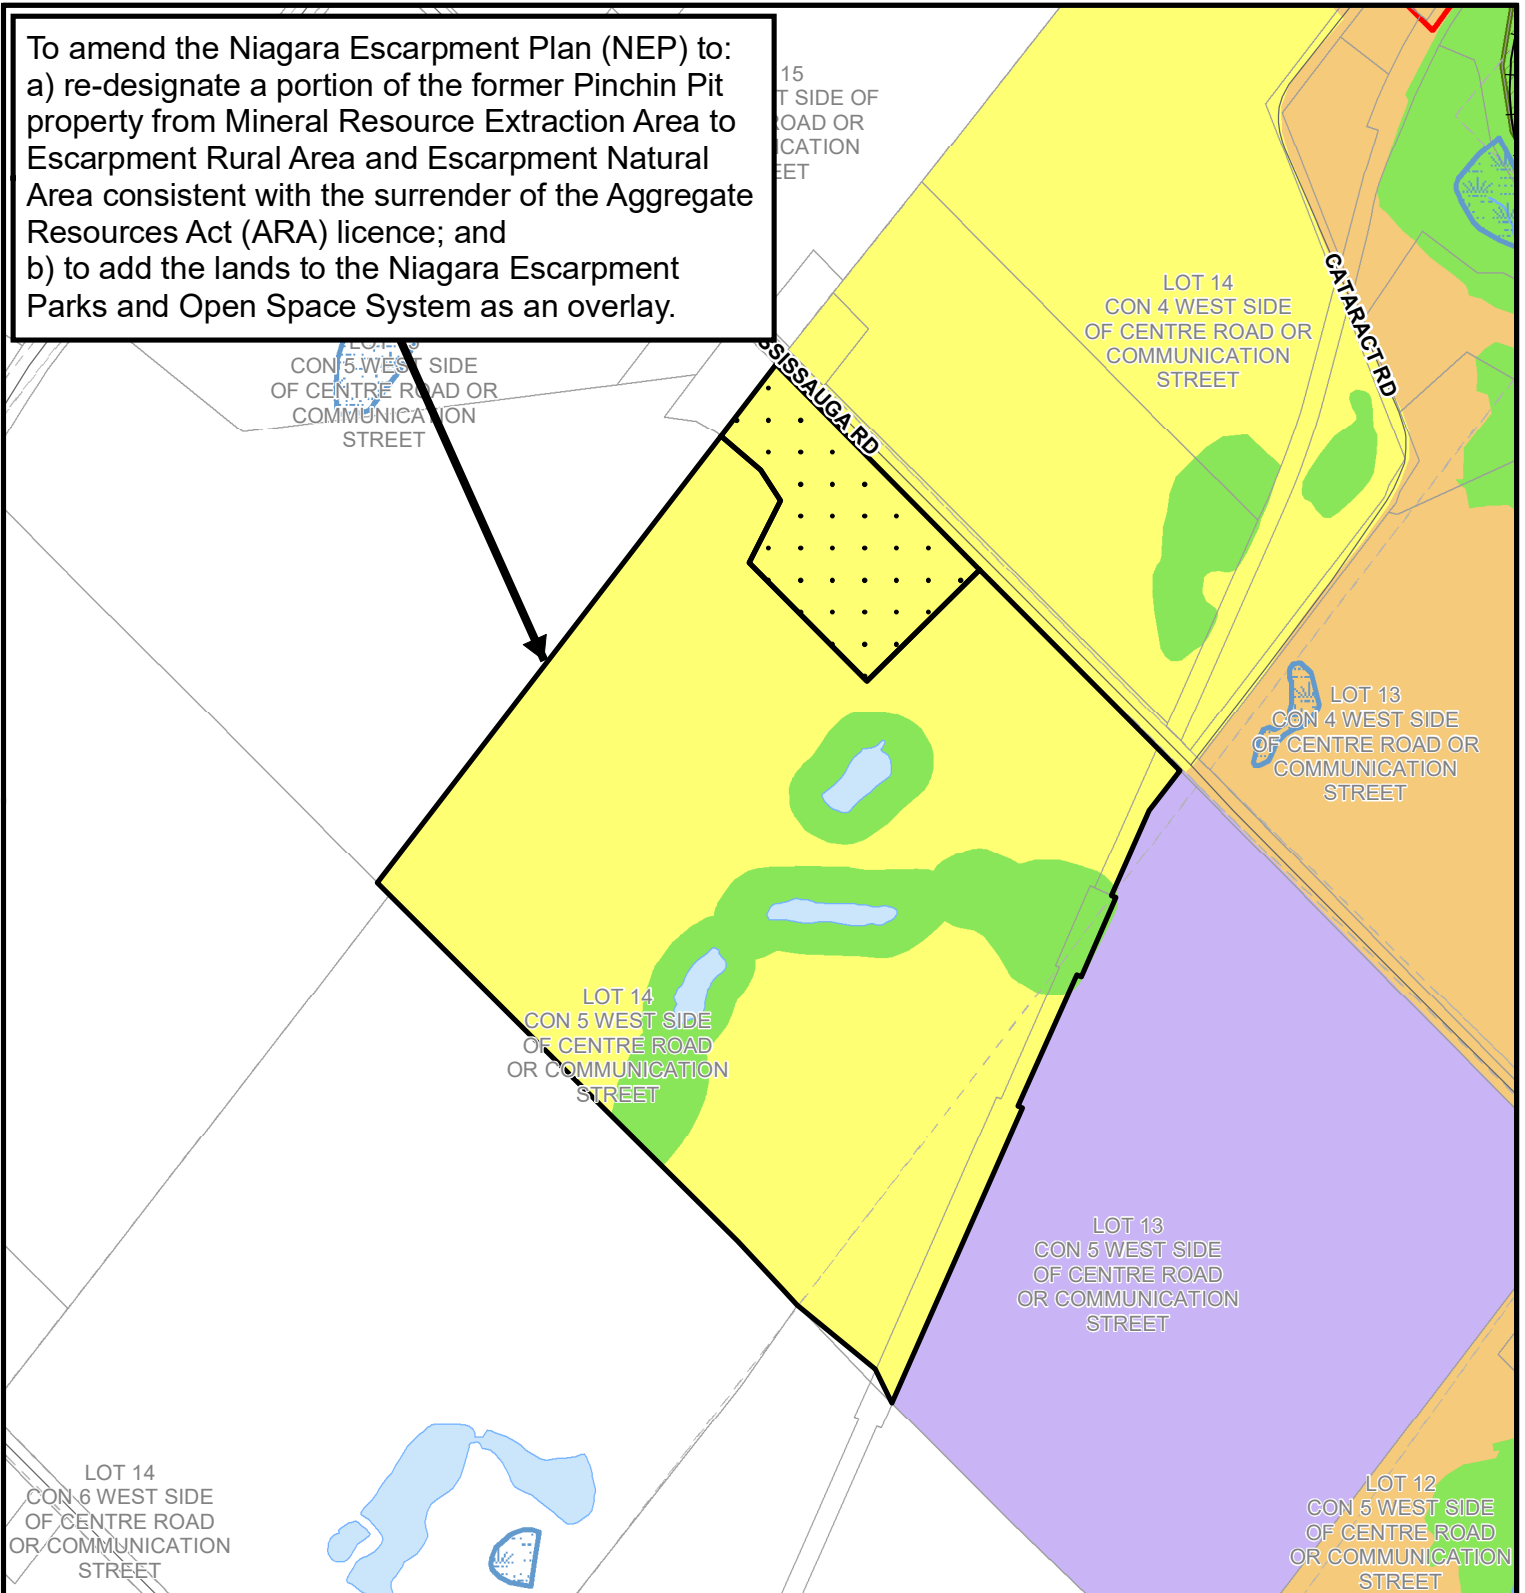 To amend the Niagara Escarpment Plan (NEP) to:
a) re-designate a portion of the former Pinchin Pit
property from Mineral Resource Extraction Area to
Escarpment Rural Area and Escarpment Natural
Area consistent with the surrender of the Aggregate
Resources Act (ARA) licence; and
b) to add the lands to the Niagara Escarpment
Parks and Open Space System as an overlay.
15
T SIDE OF
ROAD OR
ICATION
EET
LOT 14
CON 4 WEST SIDE
OF CENTRE ROAD OR
COMMUNICATION
STREET
CATARACT RD
SSISSAUGA RD
CON 5 WEST SIDE
OF CENTRE ROAD OR
COMMUNICATION
STREET
LOT 13
CON 4 WEST SIDE
OF CENTRE ROAD OR
COMMUNICATION
STREET
LOT 14
CON 5 WEST SIDE
OF CENTRE ROAD
OR COMMUNICATION
STREET
LOT 13
CON 5 WEST SIDE
OF CENTRE ROAD
OR COMMUNICATION
STREET
LOT 14
CON 6 WEST SIDE
OF CENTRE ROAD
OR COMMUNICATION
STREET
LOT 12
CON 5 WEST SIDE
OF CENTRE ROAD
OR COMMUNICATION
STREET